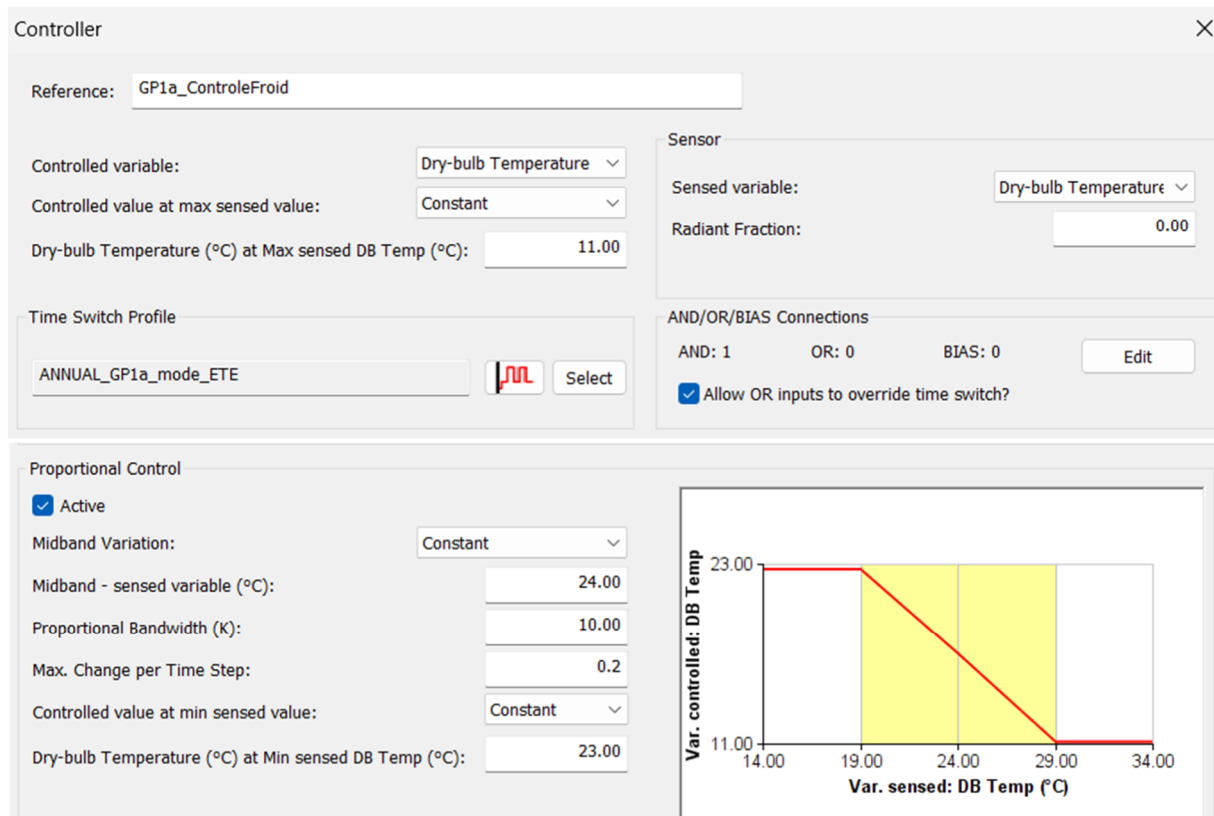 Controller
Reference: GP1a_ControleFroid
Controlled variable: Dry-bulb Temperature
Controlled value at max sensed value: Constant
Dry-bulb Temperature (°C) at Max sensed DB Temp (°C): 11.00
Sensor
Sensed variable: Dry-bulb Temperature
Radiant Fraction: 0.00
Time Switch Profile
ANNUAL_GP1a_mode_ETE Select
AND/OR/BIAS Connections
AND: 1 OR: 0 BIAS: 0 Edit
Allow OR inputs to override time switch?
Proportional Control
Active
Midband Variation: Constant
Midband - sensed variable (°C): 24.00
Proportional Bandwidth (K): 10.00
Max. Change per Time Step: 0.2
Controlled value at min sensed value: Constant
Dry-bulb Temperature (°C) at Min sensed DB Temp (°C): 23.00
Var. controlled: DB Temp
23.00
11.00
14.00 19.00 24.00 29.00 34.00
Var. sensed: DB Temp (°C)